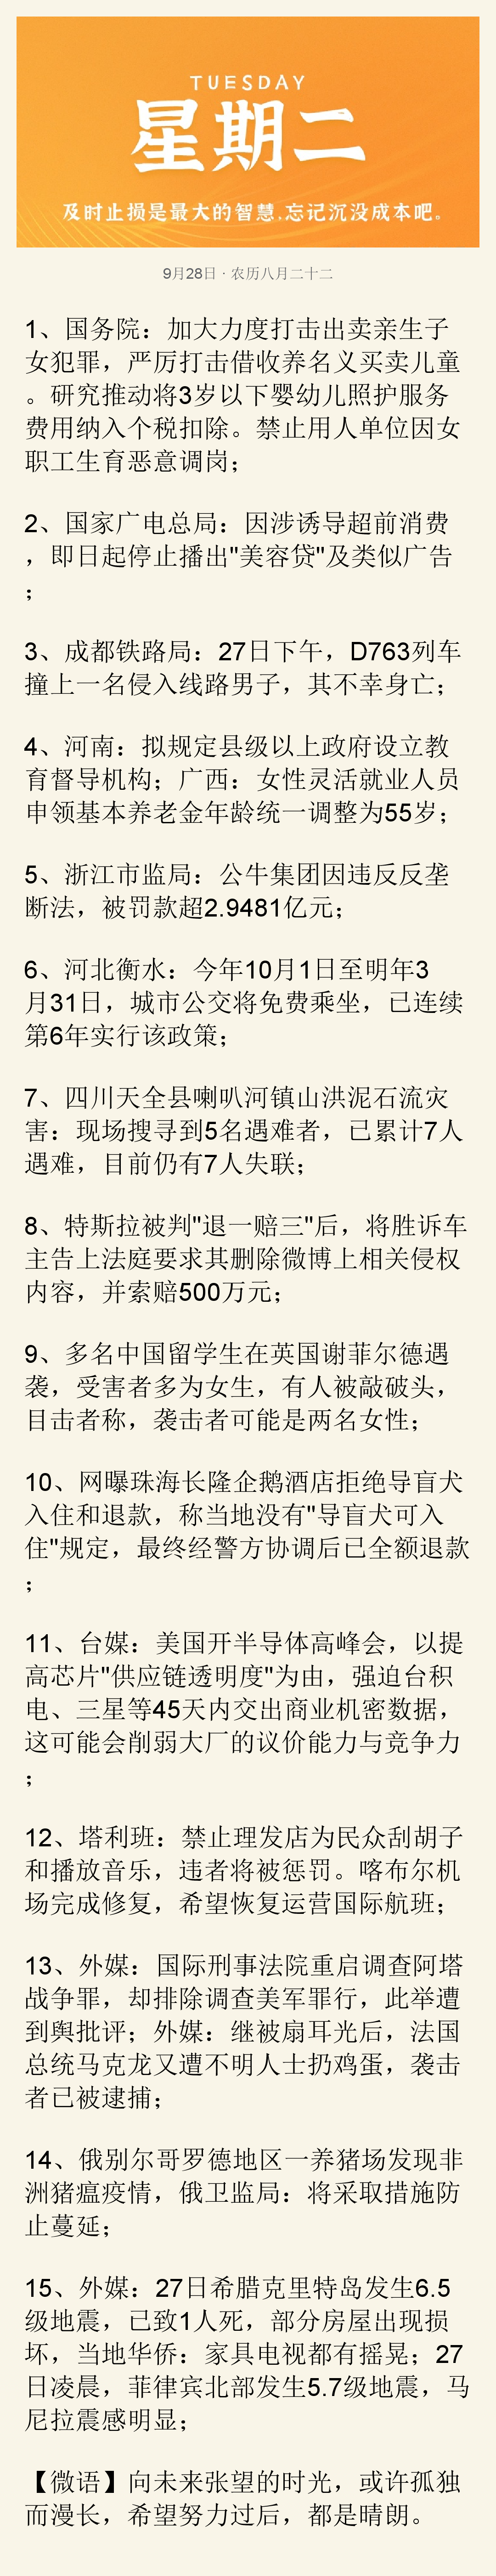 TUESDAY
星期二
及时止损是最大的智慧,忘记沉没成本吧。
9月28日 · 农历八月二十二
1、国务院：加大力度打击出卖亲生子
女犯罪，严厉打击借收养名义买卖儿童
。研究推动将3岁以下婴幼儿照护服务
费用纳入个税扣除。禁止用人单位因女
职工生育恶意调岗；
2、国家广电总局：因涉诱导超前消费
，即日起停止播出"美容贷"及类似广告
；
3、成都铁路局：27日下午，D763列车
撞上一名侵入线路男子，其不幸身亡；
4、河南：拟规定县级以上政府设立教
育督导机构；广西：女性灵活就业人员
申领基本养老金年龄统一调整为55岁；
5、浙江市监局：公牛集团因违反反垄
断法，被罚款超2.9481亿元；
6、河北衡水：今年10月1日至明年3
月31日，城市公交将免费乘坐，已连续
第6年实行该政策；
7、四川天全县喇叭河镇山洪泥石流灾
害：现场搜寻到5名遇难者，已累计7人
遇难，目前仍有7人失联；
8、特斯拉被判"退一赔三"后，将胜诉车
主告上法庭要求其删除微博上相关侵权
内容，并索赔500万元；
9、多名中国留学生在英国谢菲尔德遇
袭，受害者多为女生，有人被敲破头，
目击者称，袭击者可能是两名女性；
10、网曝珠海长隆企鹅酒店拒绝导盲犬
入住和退款，称当地没有"导盲犬可入
住"规定，最终经警方协调后已全额退款
；
11、台媒：美国开半导体高峰会，以提
高芯片"供应链透明度"为由，强迫台积
电、三星等45天内交出商业机密数据，
这可能会削弱大厂的议价能力与竞争力
；
12、塔利班：禁止理发店为民众刮胡子
和播放音乐，违者将被惩罚。喀布尔机
场完成修复，希望恢复运营国际航班；
13、外媒：国际刑事法院重启调查阿塔
战争罪，却排除调查美军罪行，此举遭
到舆批评；外媒：继被扇耳光后，法国
总统马克龙又遭不明人士扔鸡蛋，袭击
者已被逮捕；
14、俄别尔哥罗德地区一养猪场发现非
洲猪瘟疫情，俄卫监局：将采取措施防
止蔓延；
15、外媒：27日希腊克里特岛发生6.5
级地震，已致1人死，部分房屋出现损
坏，当地华侨：家具电视都有摇晃；27
日凌晨，菲律宾北部发生5.7级地震，马
尼拉震感明显；
【微语】向未来张望的时光，或许孤独
而漫长，希望努力过后，都是晴朗。